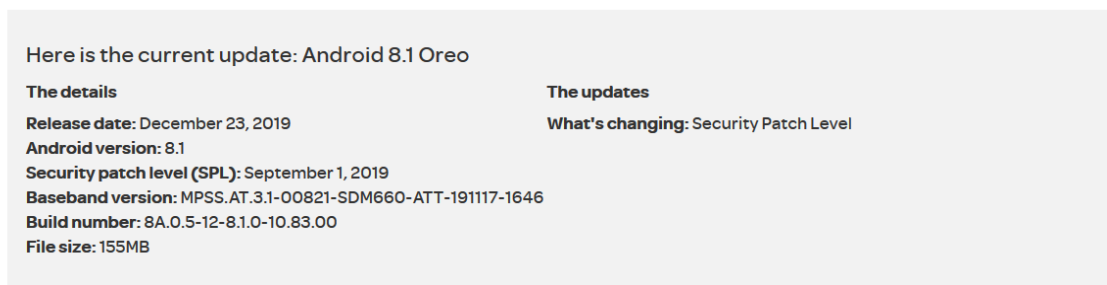 Here is the current update: Android 8.1 Oreo
The details
Release date: December 23, 2019
Android version: 8.1
Security patch level (SPL): September 1, 2019
Baseband version: MPSS.AT.3.1-00821-SDM660-ATT-191117-1646
Build number: 8A.0.5-12-8.1.0-10.83.00
File size: 155MB
The updates
What's changing: Security Patch Level